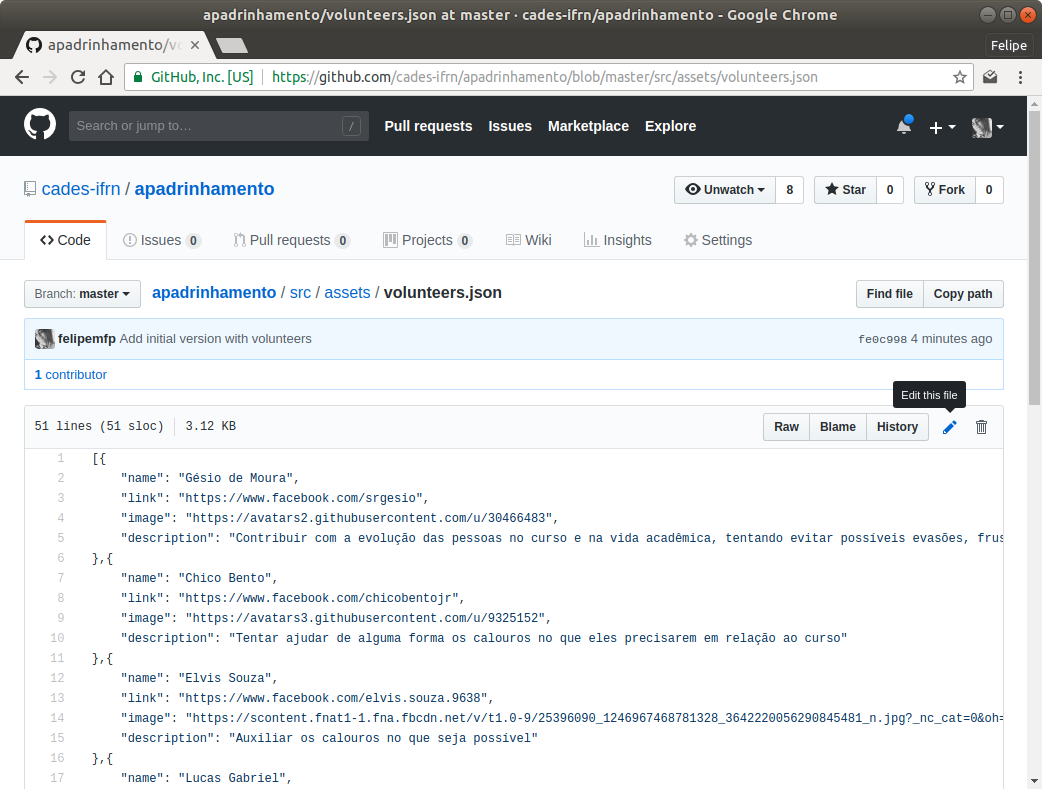 apadrinhamento/volunteers.json at master · cades-ifrn/apadrinhamento - Google Chrome
apadrinhamento/vo
Felipe
GitHub, Inc. [US] https://github.com/cades-ifrn/apadrinhamento/blob/master/src/assets/volunteers.json
Search or jump to… / Pull requests Issues Marketplace Explore
cades-ifrn / apadrinhamento Unwatch 8 Star 0 Fork 0
Code Issues 0 Pull requests 0 Projects 0 Wiki Insights Settings
Branch: master apadrinhamento / src / assets / volunteers.json Find file Copy path
felipemfp Add initial version with volunteers fe0c998 4 minutes ago
1 contributor
Edit this file
51 lines (51 sloc) 3.12 KB Raw Blame History
1 [{
2 "name": "Gésio de Moura",
3 "link": "https://www.facebook.com/srgesio",
4 "image": "https://avatars2.githubusercontent.com/u/30466483",
5 "description": "Contribuir com a evolução das pessoas no curso e na vida acadêmica, tentando evitar possíveis evasões, frus
6 },{
7 "name": "Chico Bento",
8 "link": "https://www.facebook.com/chicobentojr",
9 "image": "https://avatars3.githubusercontent.com/u/9325152",
10 "description": "Tentar ajudar de alguma forma os calouros no que eles precisarem em relação ao curso"
11 },{
12 "name": "Elvis Souza",
13 "link": "https://www.facebook.com/elvis.souza.9638",
14 "image": "https://scontent.fnat1-1.fna.fbcdn.net/v/t1.0-9/25396090_1246967468781328_3642220056290845481_n.jpg?_nc_cat=0&oh=
15 "description": "Auxiliar os calouros no que seja possível"
16 },{
17 "name": "Lucas Gabriel",